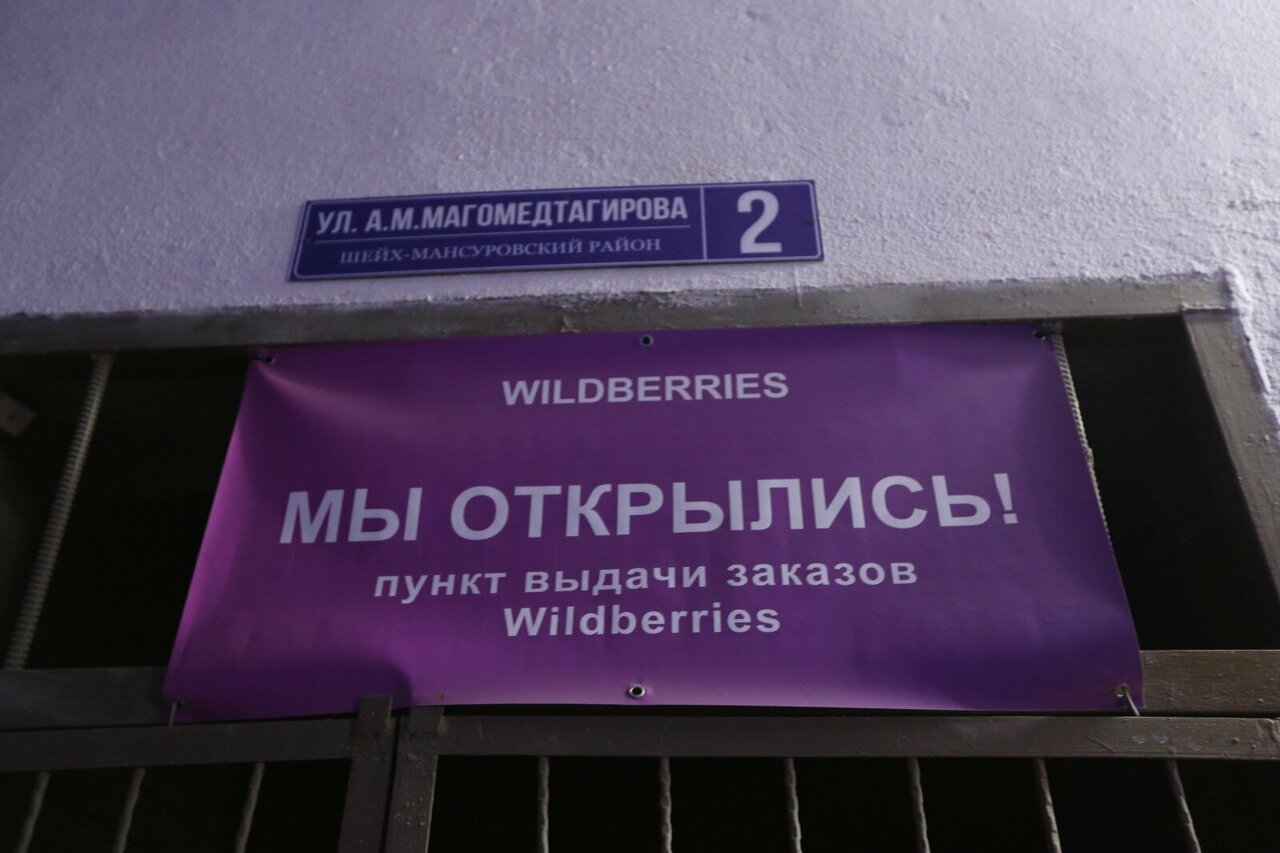 УЛ. А.М.МАГОМЕДТАГИРОВА
ШЕЙХ-МАНСУРОВСКИЙ РАЙОН
2
WILDBERRIES
МЫ ОТКРЫЛИСЬ!
пункт выдачи заказов
Wildberries